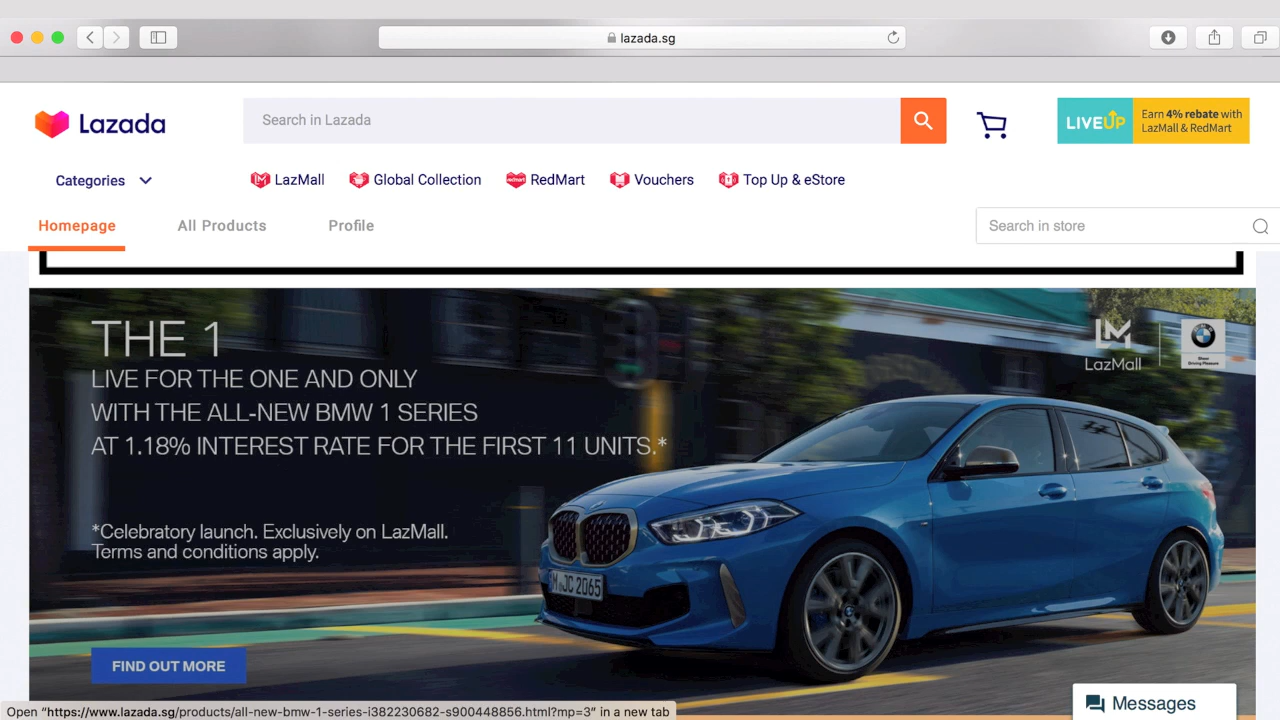 lazada.sg
Lazada
Search in Lazada
LIVEUP
Earn 4% rebate with
LazMall & RedMart
Categories
LazMall
Global Collection
RedMart
Vouchers
Top Up & eStore
Homepage
All Products
Profile
Search in store
THE 1
LIVE FOR THE ONE AND ONLY
WITH THE ALL-NEW BMW 1 SERIES
AT 1.18% INTEREST RATE FOR THE FIRST 11 UNITS.*
LazMall
*Celebratory launch. Exclusively on LazMall.
Terms and conditions apply.
M JC 2065
FIND OUT MORE
Messages
Open "https://www.lazada.sg/products/all-new-bmw-1-series-i382730682-s900448856.html?mp=3" in a new tab